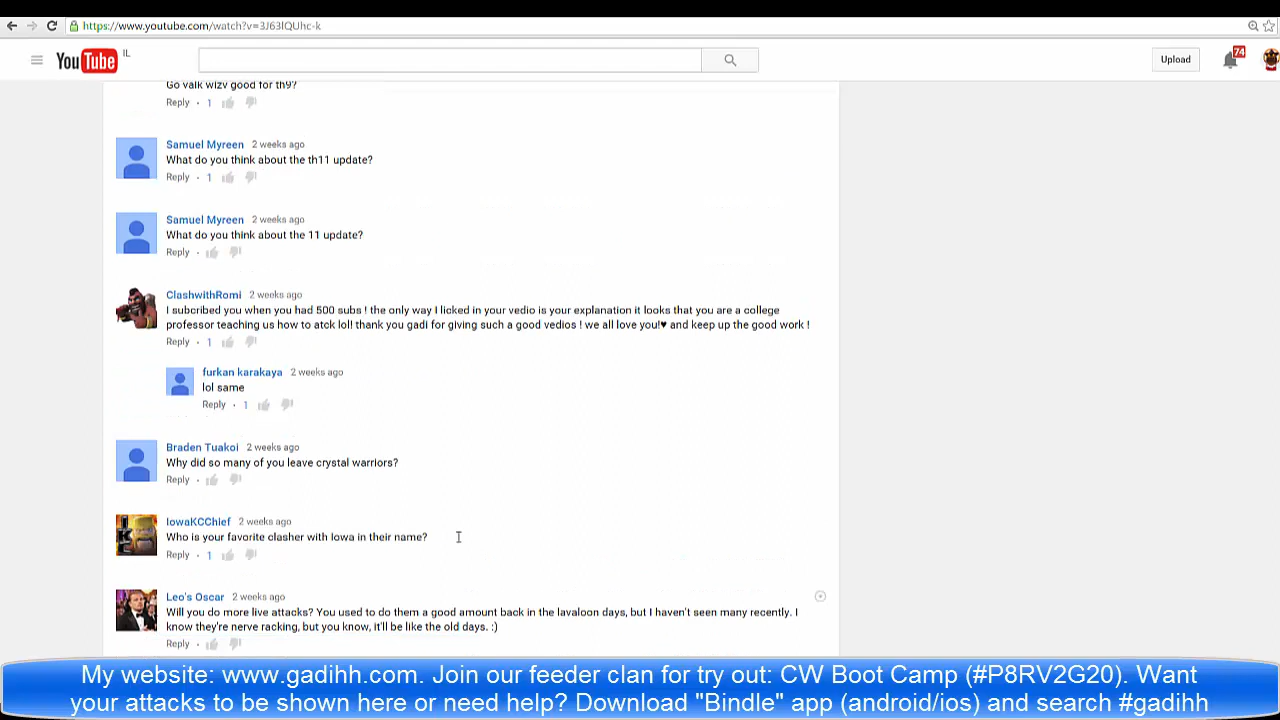 https://www.youtube.com/watch?v=3J63lQUhc-k
YouTube IL
Upload
74
Go valk wizv good for th9?
Reply · 1
Samuel Myreen 2 weeks ago
What do you think about the th11 update?
Reply · 1
Samuel Myreen 2 weeks ago
What do you think about the 11 update?
Reply ·
ClashwithRomi 2 weeks ago
I subcribed you when you had 500 subs ! the only way I licked in your vedio is your explanation it looks that you are a college
professor teaching us how to atck lol! thank you gadi for giving such a good vedios ! we all love you!♥ and keep up the good work !
Reply · 1
furkan karakaya 2 weeks ago
lol same
Reply · 1
Braden Tuakoi 2 weeks ago
Why did so many of you leave crystal warriors?
Reply ·
IowaKCChief 2 weeks ago
Who is your favorite clasher with Iowa in their name?
Reply · 1
Leo's Oscar 2 weeks ago
Will you do more live attacks? You used to do them a good amount back in the lavaloon days, but I haven't seen many recently. I
know they're nerve racking, but you know, it'll be like the old days. :)
Reply ·
My website: www.gadihh.com. Join our feeder clan for try out: CW Boot Camp (#P8RV2G20). Want
your attacks to be shown here or need help? Download "Bindle" app (android/ios) and search #gadihh